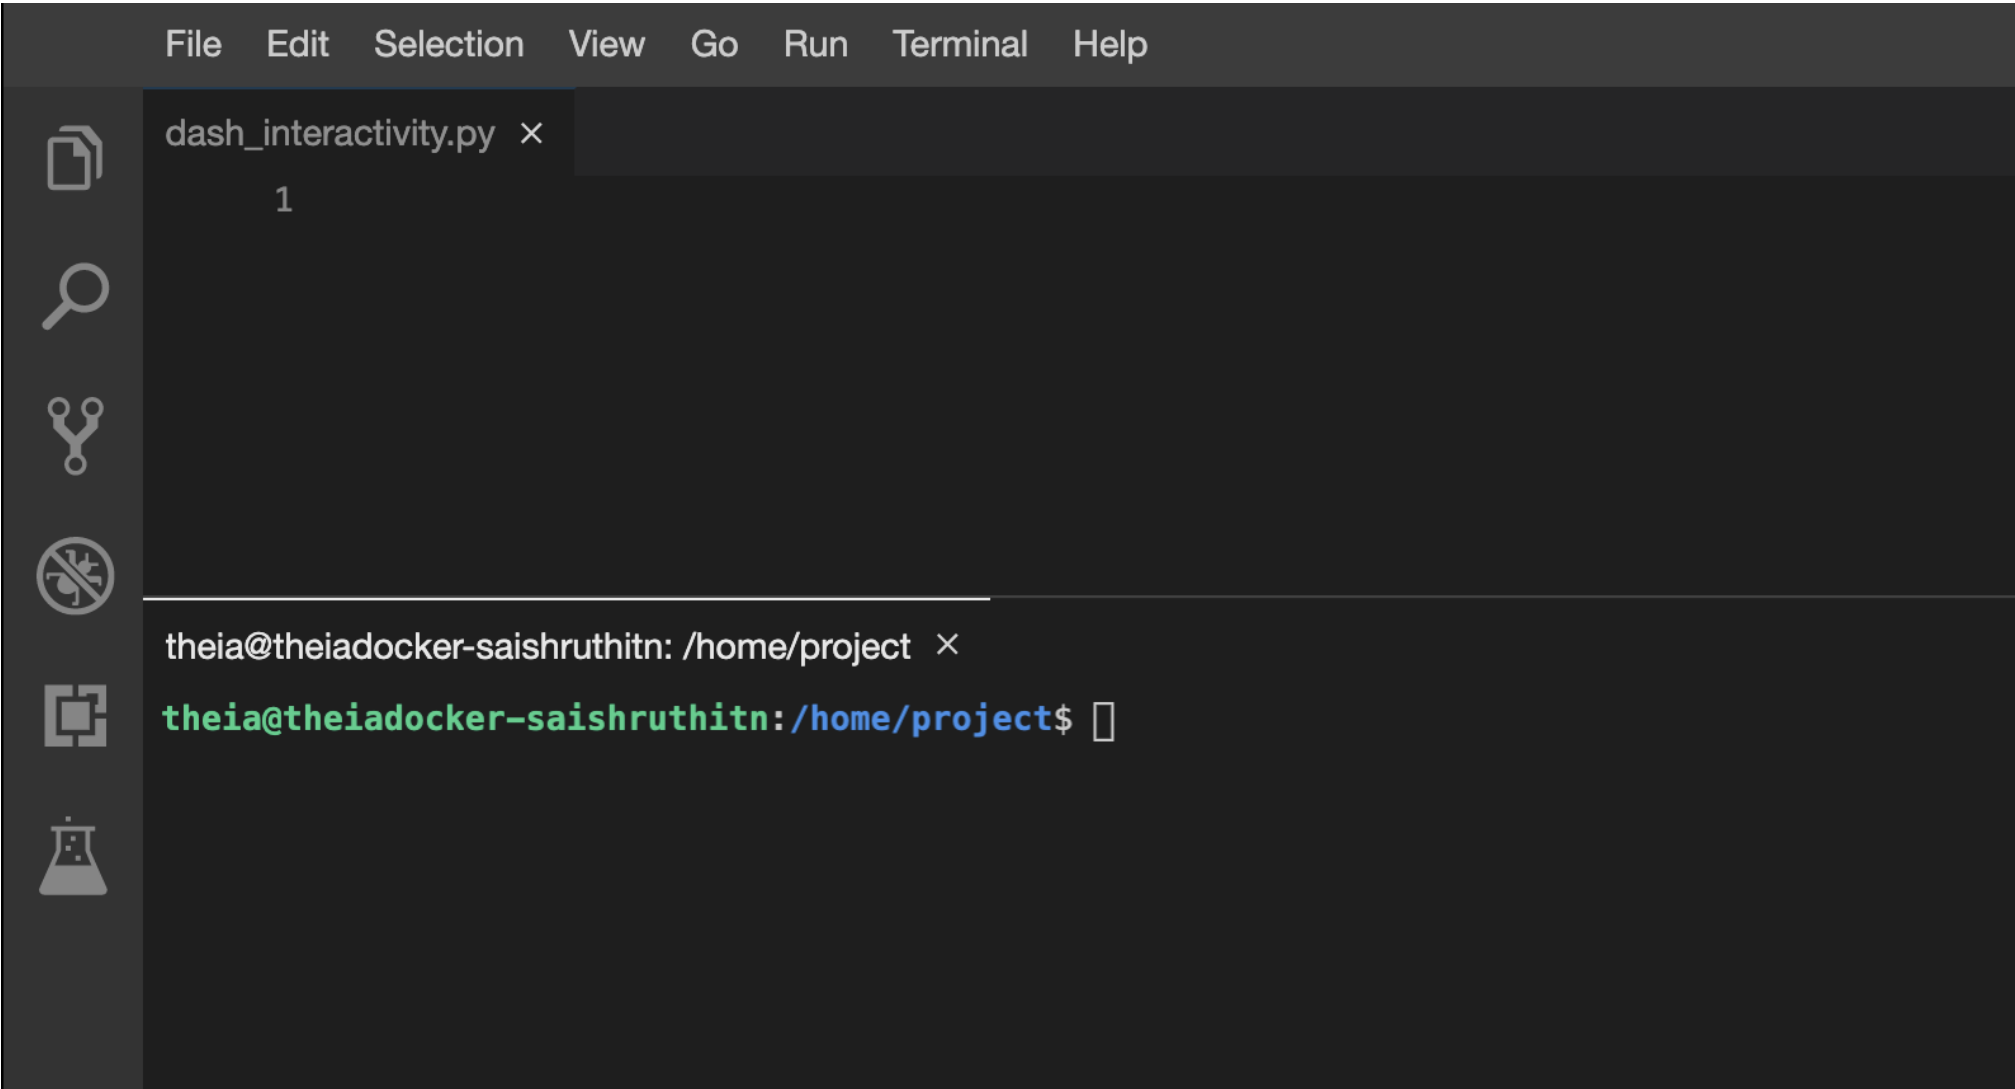 File Edit Selection View Go Run Terminal Help
dash_interactivity.py ×
1
theia@theiadocker-saishruthitn: /home/project ×
theia@theiadocker-saishruthitn:/home/project$